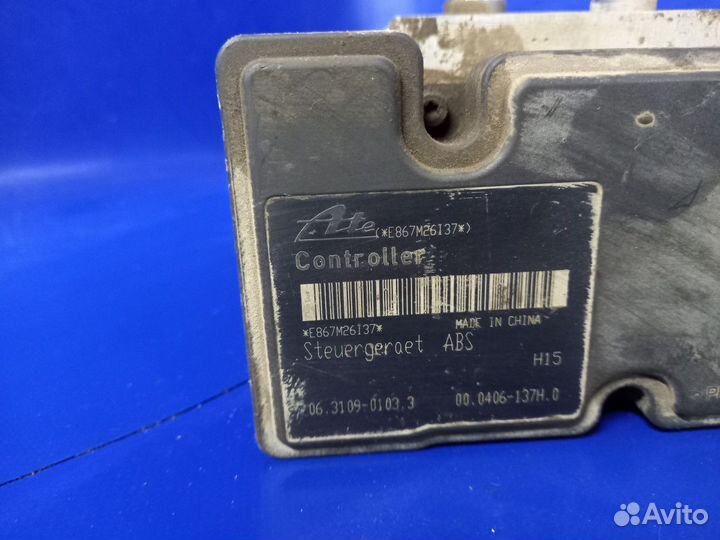 Ate (*E867M26I37*)
Controller
*E867M26I37* MADE IN CHINA
Steuergeraet ABS
H15
06.3109-0103.3 00.0406-137H.0
Avito